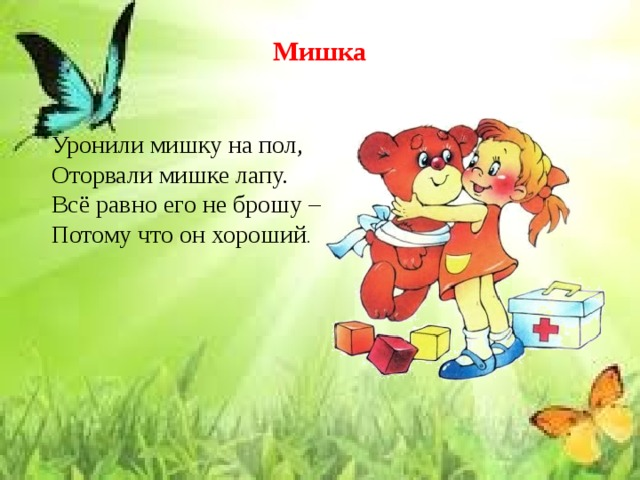 Мишка
Уронили мишку на пол,
Оторвали мишке лапу.
Всё равно его не брошу –
Потому что он хороший.